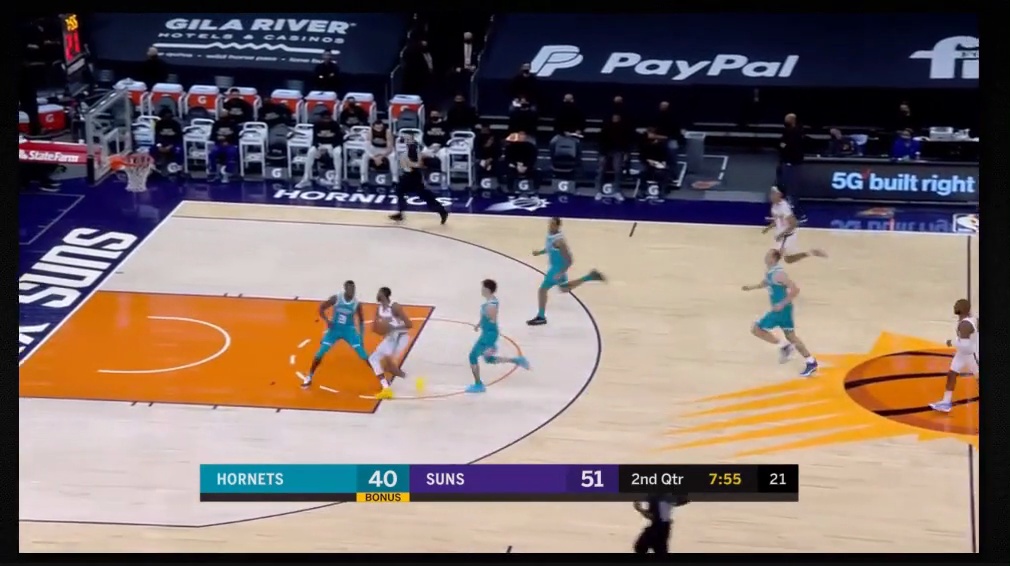 GILA RIVER
HOTELS & CASINOS
PayPal
StateFarm
5G built right
HORNITOS
SUNS
HORNETS 40 SUNS 51 2nd Qtr 7:55 21
BONUS